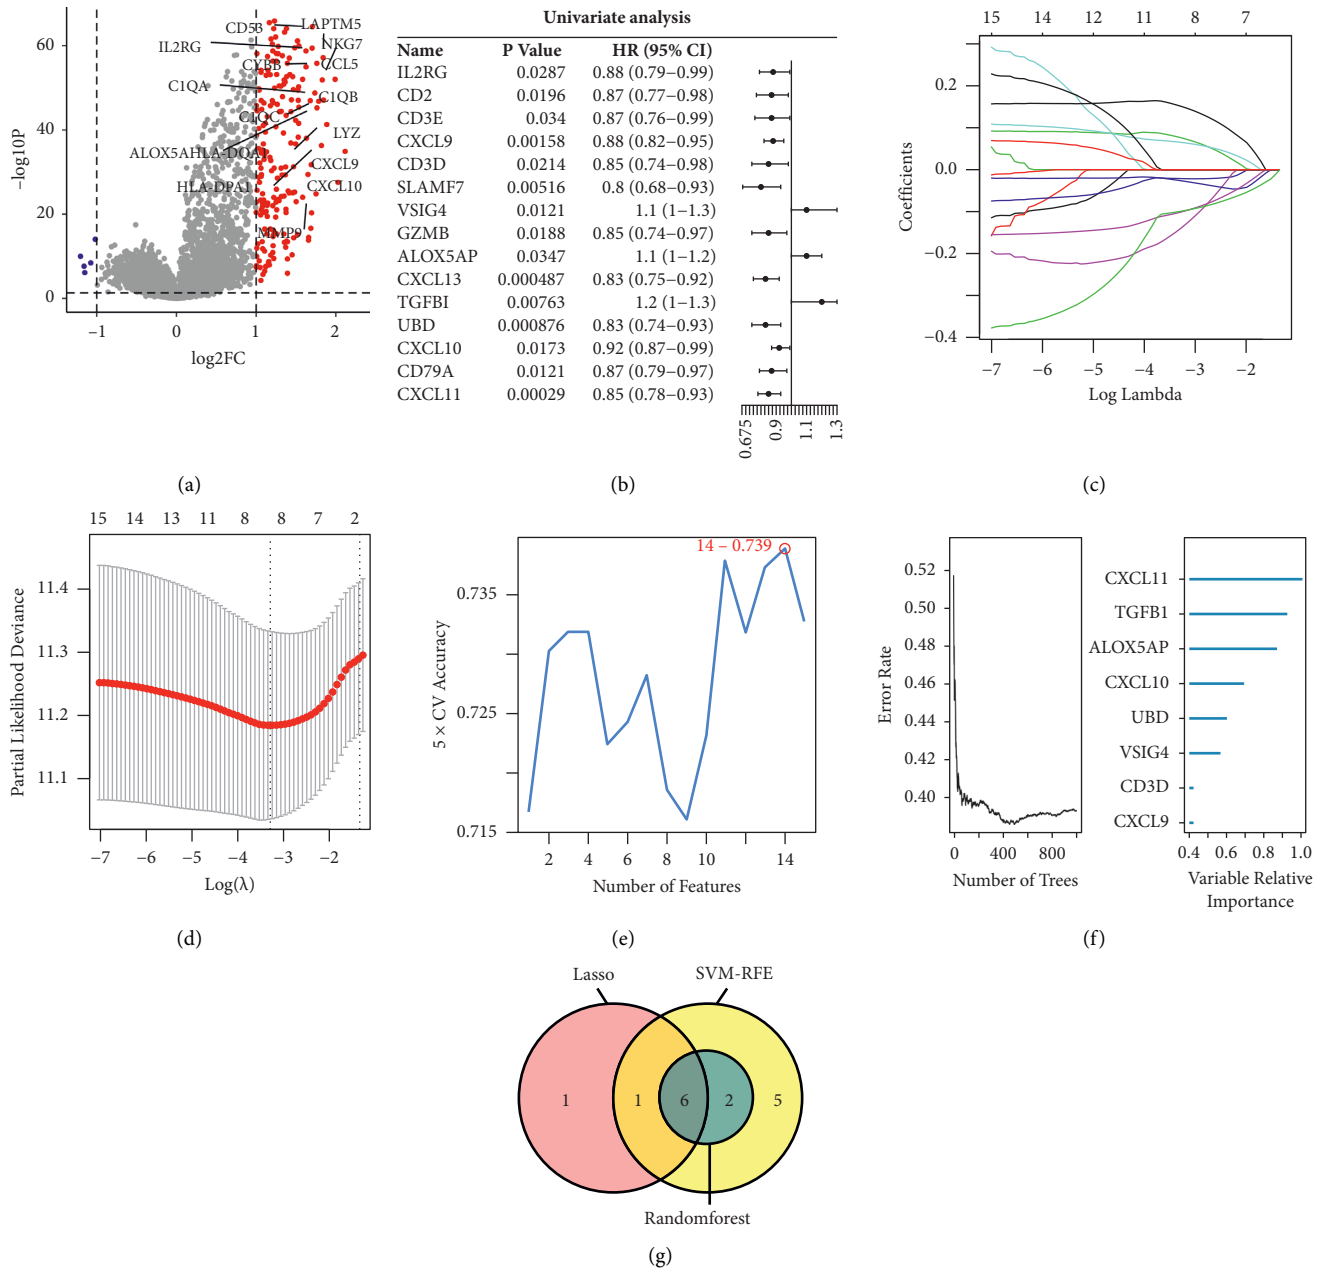 CD53
LAPTM5
IL2RG
NKG7
CYBB
CCL5
C1QA
C1QB
C1QC
LYZ
ALOX5AHLA-DQA1
CXCL9
HLA-DPA1
CXCL10
MMP9
−log10P
60
40
20
0
−1 0 1 2
log2FC
(a)
Univariate analysis
Name P Value HR (95% CI)
IL2RG 0.0287 0.88 (0.79−0.99)
CD2 0.0196 0.87 (0.77−0.98)
CD3E 0.034 0.87 (0.76−0.99)
CXCL9 0.00158 0.88 (0.82−0.95)
CD3D 0.0214 0.85 (0.74−0.98)
SLAMF7 0.00516 0.8 (0.68−0.93)
VSIG4 0.0121 1.1 (1−1.3)
GZMB 0.0188 0.85 (0.74−0.97)
ALOX5AP 0.0347 1.1 (1−1.2)
CXCL13 0.000487 0.83 (0.75−0.92)
TGFBI 0.00763 1.2 (1−1.3)
UBD 0.000876 0.83 (0.74−0.93)
CXCL10 0.0173 0.92 (0.87−0.99)
CD79A 0.0121 0.87 (0.79−0.97)
CXCL11 0.00029 0.85 (0.78−0.93)
0.675 0.9 1.1 1.3
(b)
15 14 12 11 8 7
Coefficients
0.2
0.0
−0.2
−0.4
−7 −6 −5 −4 −3 −2
Log Lambda
(c)
15 14 13 11 8 8 7 2
Partial Likelihood Deviance
11.4
11.3
11.2
11.1
−7 −6 −5 −4 −3 −2
Log(λ)
(d)
14 – 0.739
5 × CV Accuracy
0.735
0.725
0.715
2 4 6 8 10 14
Number of Features
(e)
Error Rate
0.52
0.50
0.48
0.46
0.44
0.42
0.40
0 400 800
Number of Trees
CXCL11
TGFB1
ALOX5AP
CXCL10
UBD
VSIG4
CD3D
CXCL9
0.4 0.6 0.8 1.0
Variable Relative
Importance
(f)
Lasso SVM-RFE
1 1 6 2 5
Randomforest
(g)